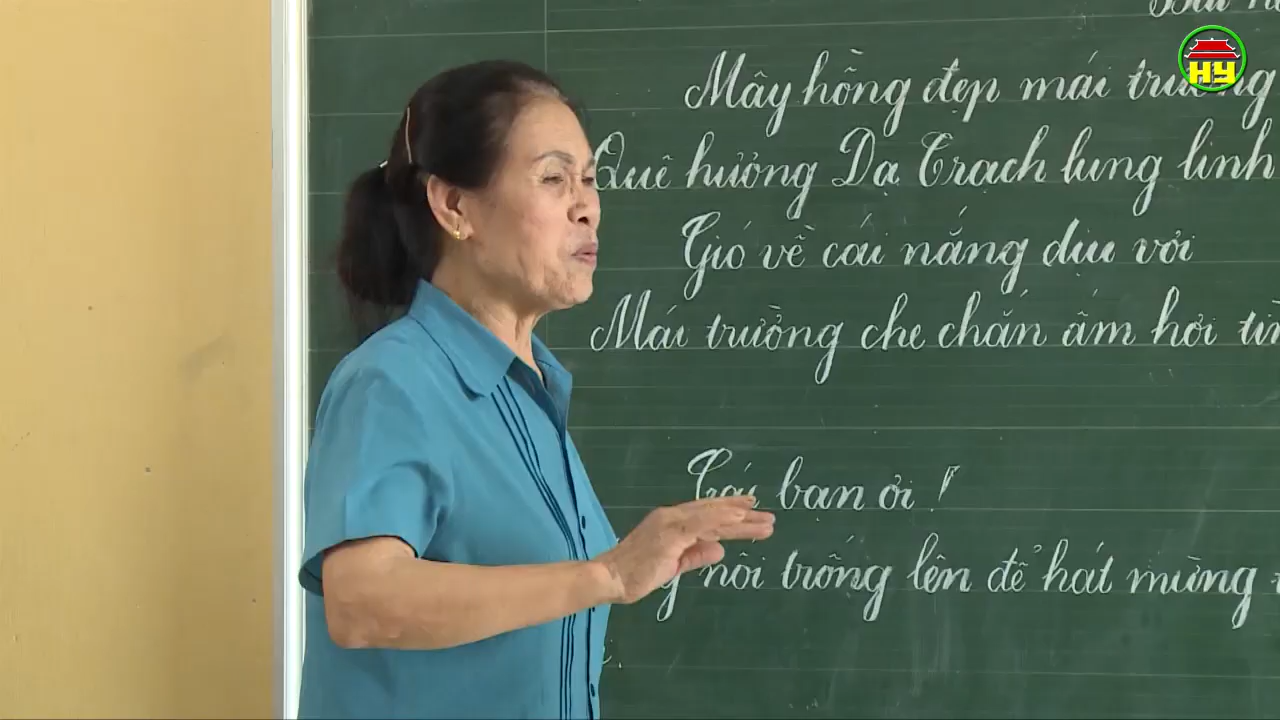 HY
Mây hồng đẹp mái trường
Quê hương Dạ Trạch lung linh
Gió về cái nắng dịu vời
Mái trường che chắn ấm hơi
bạn ơi!
nổi trống lên để hát mừng